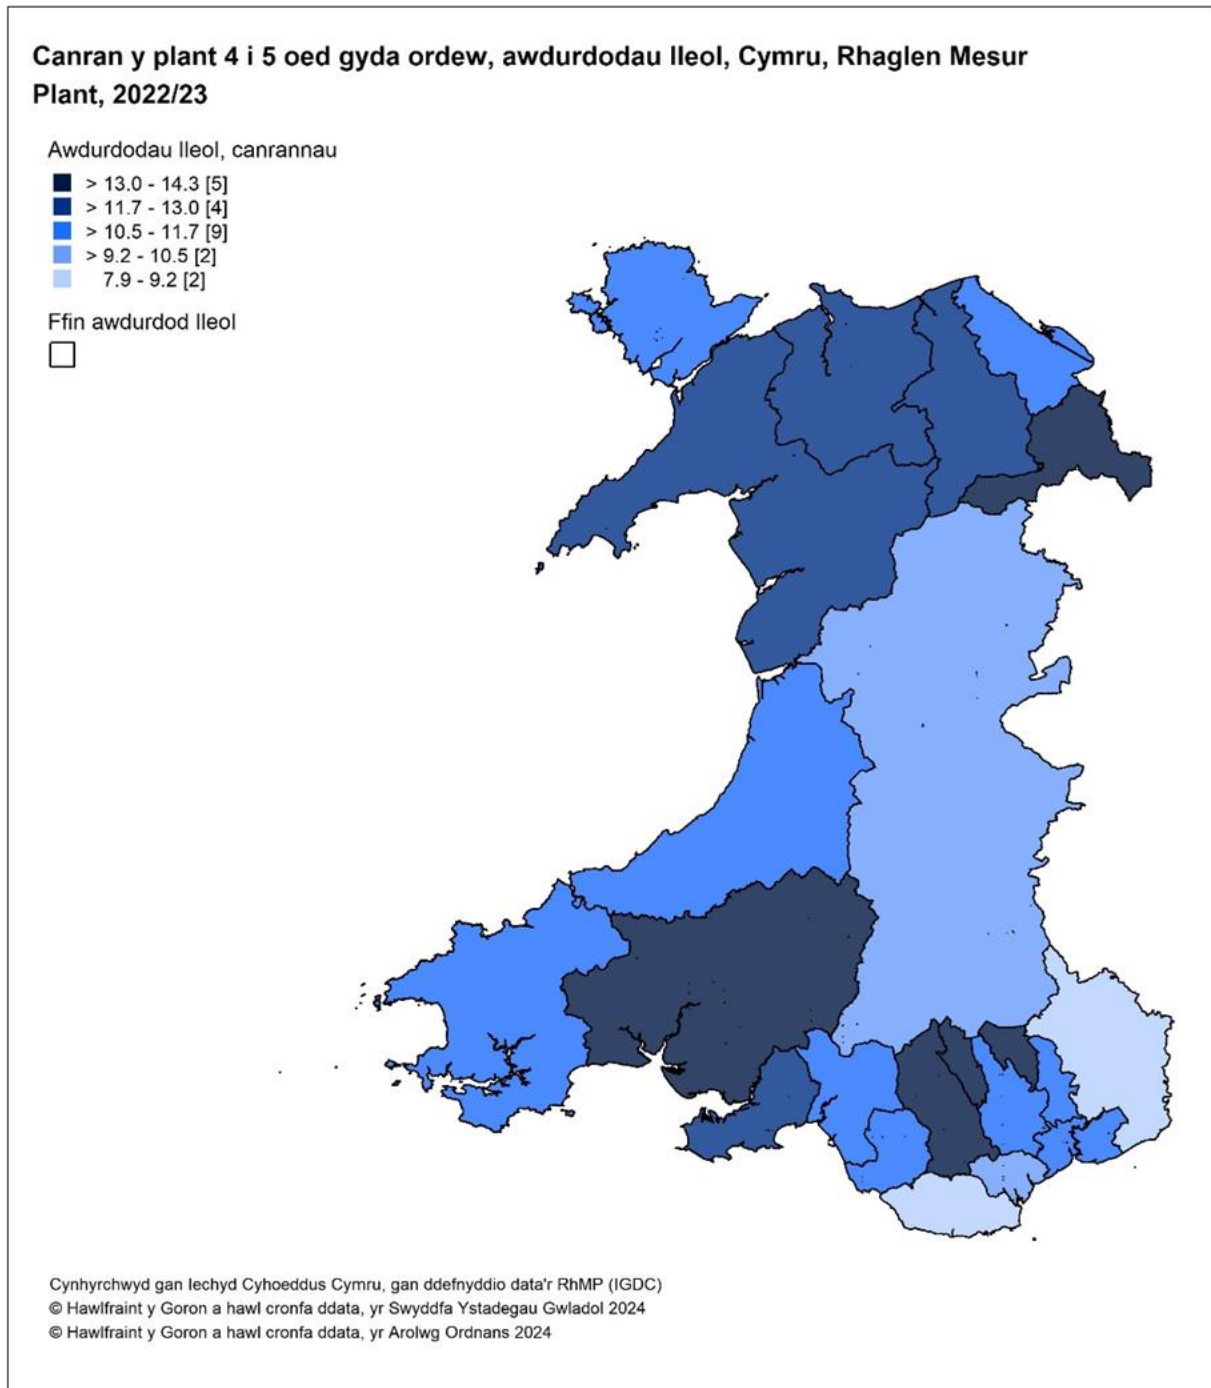 Canran y plant 4 i 5 oed gyda ordew, awdurdodau lleol, Cymru, Rhaglen Mesur
Plant, 2022/23
Awdurdodau lleol, canrannau
> 13.0 - 14.3 [5]
> 11.7 - 13.0 [4]
> 10.5 - 11.7 [9]
> 9.2 - 10.5 [2]
7.9 - 9.2 [2]
Ffin awdurdod lleol
Cynhyrchwyd gan Iechyd Cyhoeddus Cymru, gan ddefnyddio data'r RhMP (IGDC)
© Hawlfraint y Goron a hawl cronfa ddata, yr Swyddfa Ystadegau Gwladol 2024
© Hawlfraint y Goron a hawl cronfa ddata, yr Arolwg Ordnans 2024